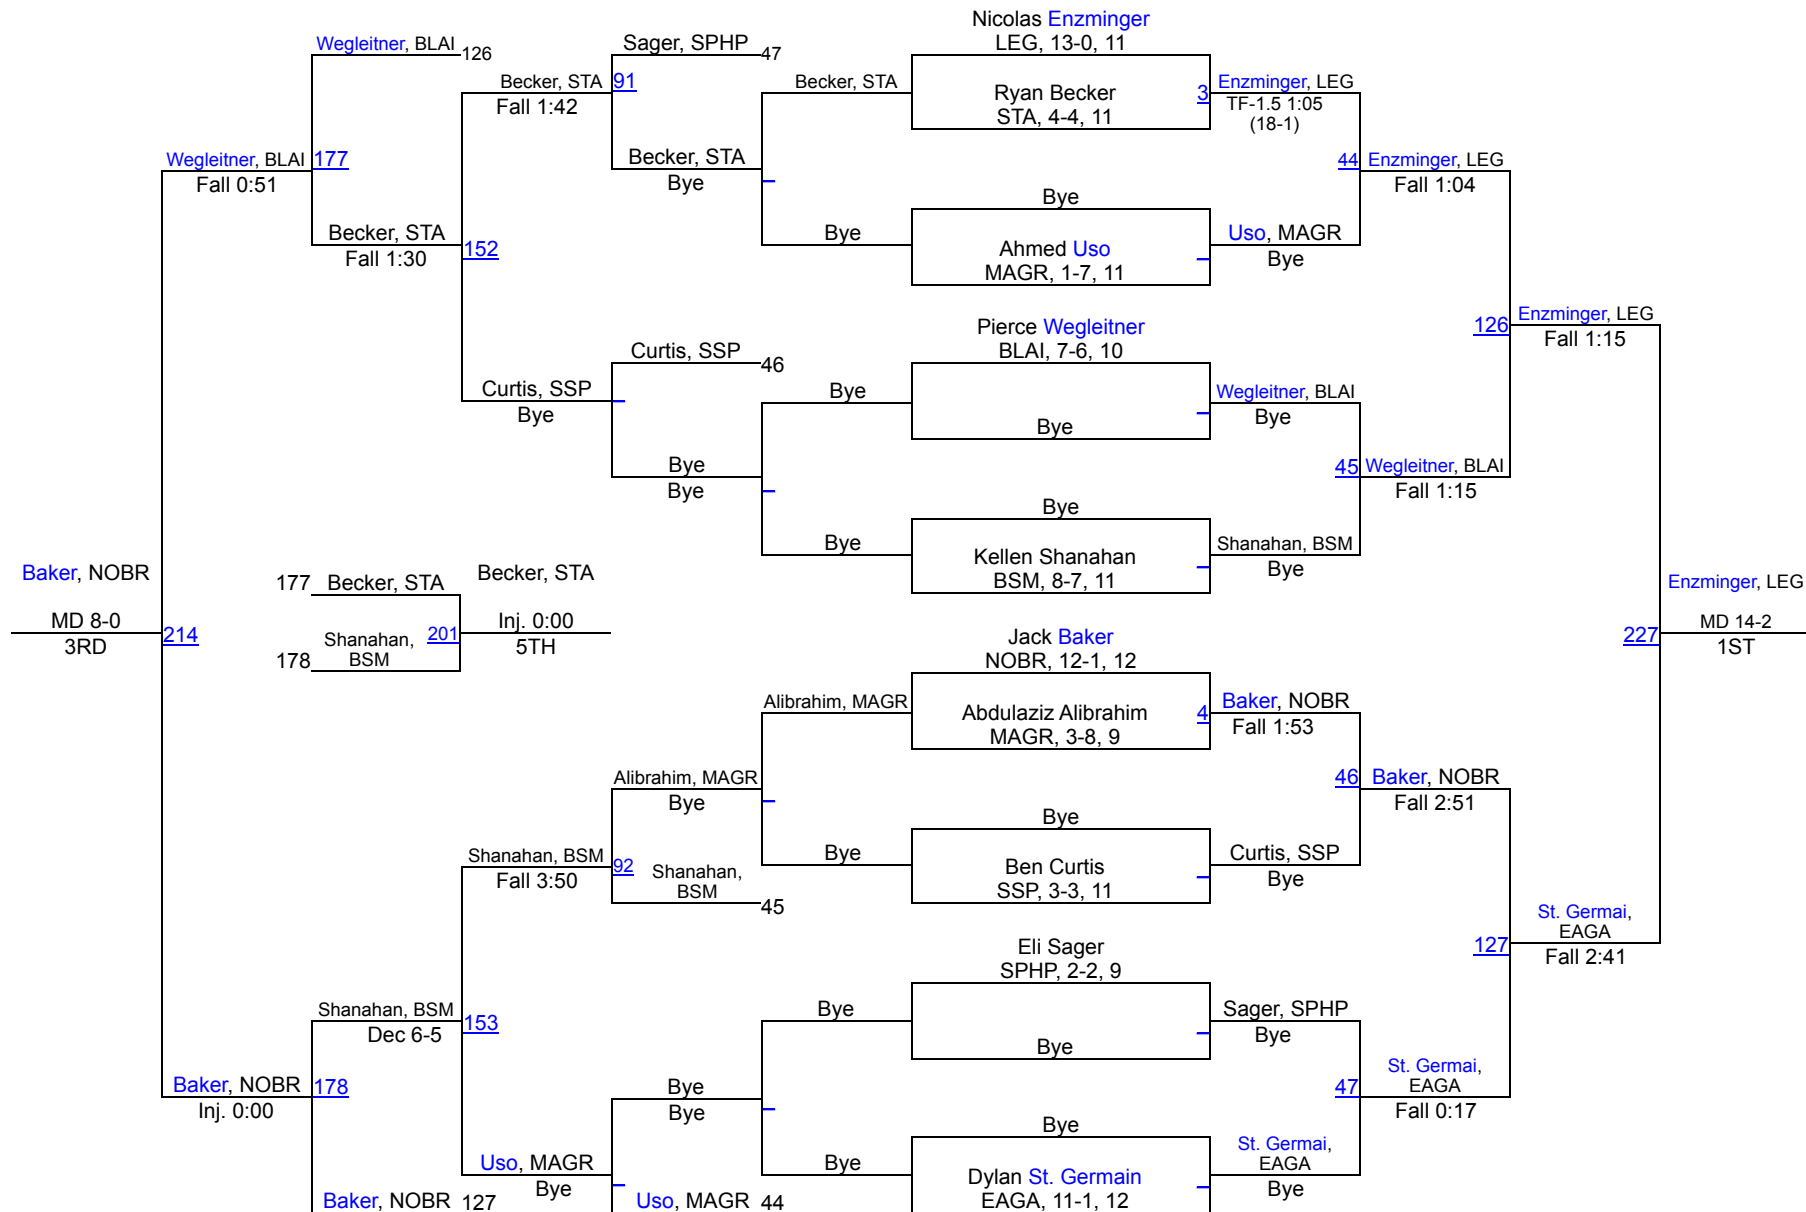 Nicolas Enzminger
LEG, 13-0, 11
Wegleitner, BLAI
126
Sager, SPHP
47
Becker, STA
91
Fall 1:42
Becker, STA
Ryan Becker
STA, 4-4, 11
3
Enzminger, LEG
TF-1.5 1:05
(18-1)
Wegleitner, BLAI
177
Fall 0:51
Becker, STA
Bye
44
Enzminger, LEG
Fall 1:04
Bye
Becker, STA
152
Fall 1:30
Bye
Ahmed Uso
MAGR, 1-7, 11
Uso, MAGR
Bye
Enzminger, LEG
126
Fall 1:15
Pierce Wegleitner
BLAI, 7-6, 10
Curtis, SSP
46
Curtis, SSP
Bye
Bye
Bye
Wegleitner, BLAI
Bye
Bye
Bye
45
Wegleitner, BLAI
Fall 1:15
Bye
Bye
Kellen Shanahan
BSM, 8-7, 11
Shanahan, BSM
Bye
Baker, NOBR
177
Becker, STA
Becker, STA
Enzminger, LEG
MD 8-0
3RD
214
Shanahan,
BSM
178
201
Inj. 0:00
5TH
227
MD 14-2
1ST
Jack Baker
NOBR, 12-1, 12
Alibrahim, MAGR
Abdulaziz Alibrahim
MAGR, 3-8, 9
4
Baker, NOBR
Fall 1:53
Alibrahim, MAGR
Bye
46
Baker, NOBR
Fall 2:51
Bye
Shanahan, BSM
92
Fall 3:50
Shanahan,
BSM
45
Bye
Ben Curtis
SSP, 3-3, 11
Curtis, SSP
Bye
St. Germai,
EAGA
127
Fall 2:41
Eli Sager
SPHP, 2-2, 9
Shanahan, BSM
153
Dec 6-5
Bye
Bye
Sager, SPHP
Bye
Baker, NOBR
178
Inj. 0:00
Bye
Bye
47
St. Germai,
EAGA
Fall 0:17
Bye
Uso, MAGR
Bye
Bye
Dylan St. Germain
EAGA, 11-1, 12
St. Germai,
EAGA
Bye
Baker, NOBR
127
Uso, MAGR
44